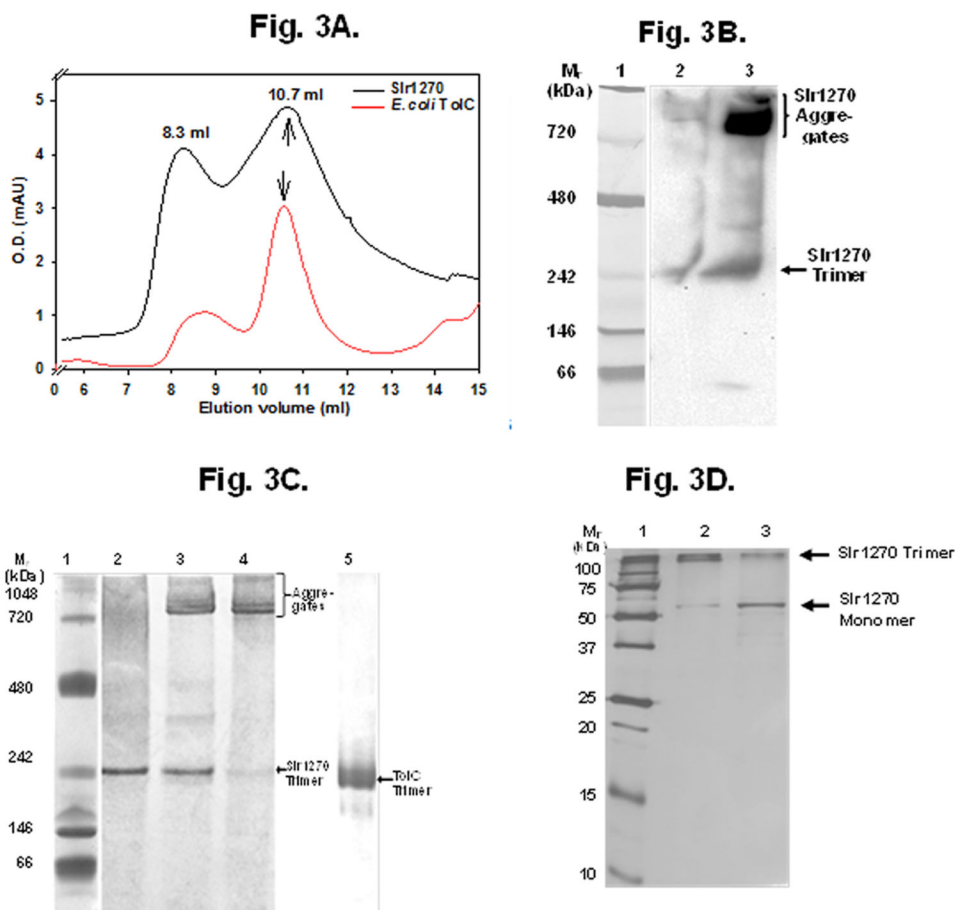 Fig. 3A.
5
4
3
2
1
0
O.D. (mAU)
8.3 ml
10.7 ml
Slr1270
E.coli TolC
0 6 7 8 9 10 11 12 13 14 15
Elution volume (ml)
Fig. 3B.
Mr 1 2 3
(kDa)
720
480
242
146
66
Slr1270
Aggre-
gates
Slr1270
Trimer
Fig. 3C.
M 1 2 3 4 5
(kDa)
1048
720
480
242
146
66
Aggre-
gates
Slr1270
Trimer
TolC
Trimer
Fig. 3D.
Mr 1 2 3
(kDa)
100
75
50
37
25
20
15
10
Slr1270 Trimer
Slr1270
Monomer